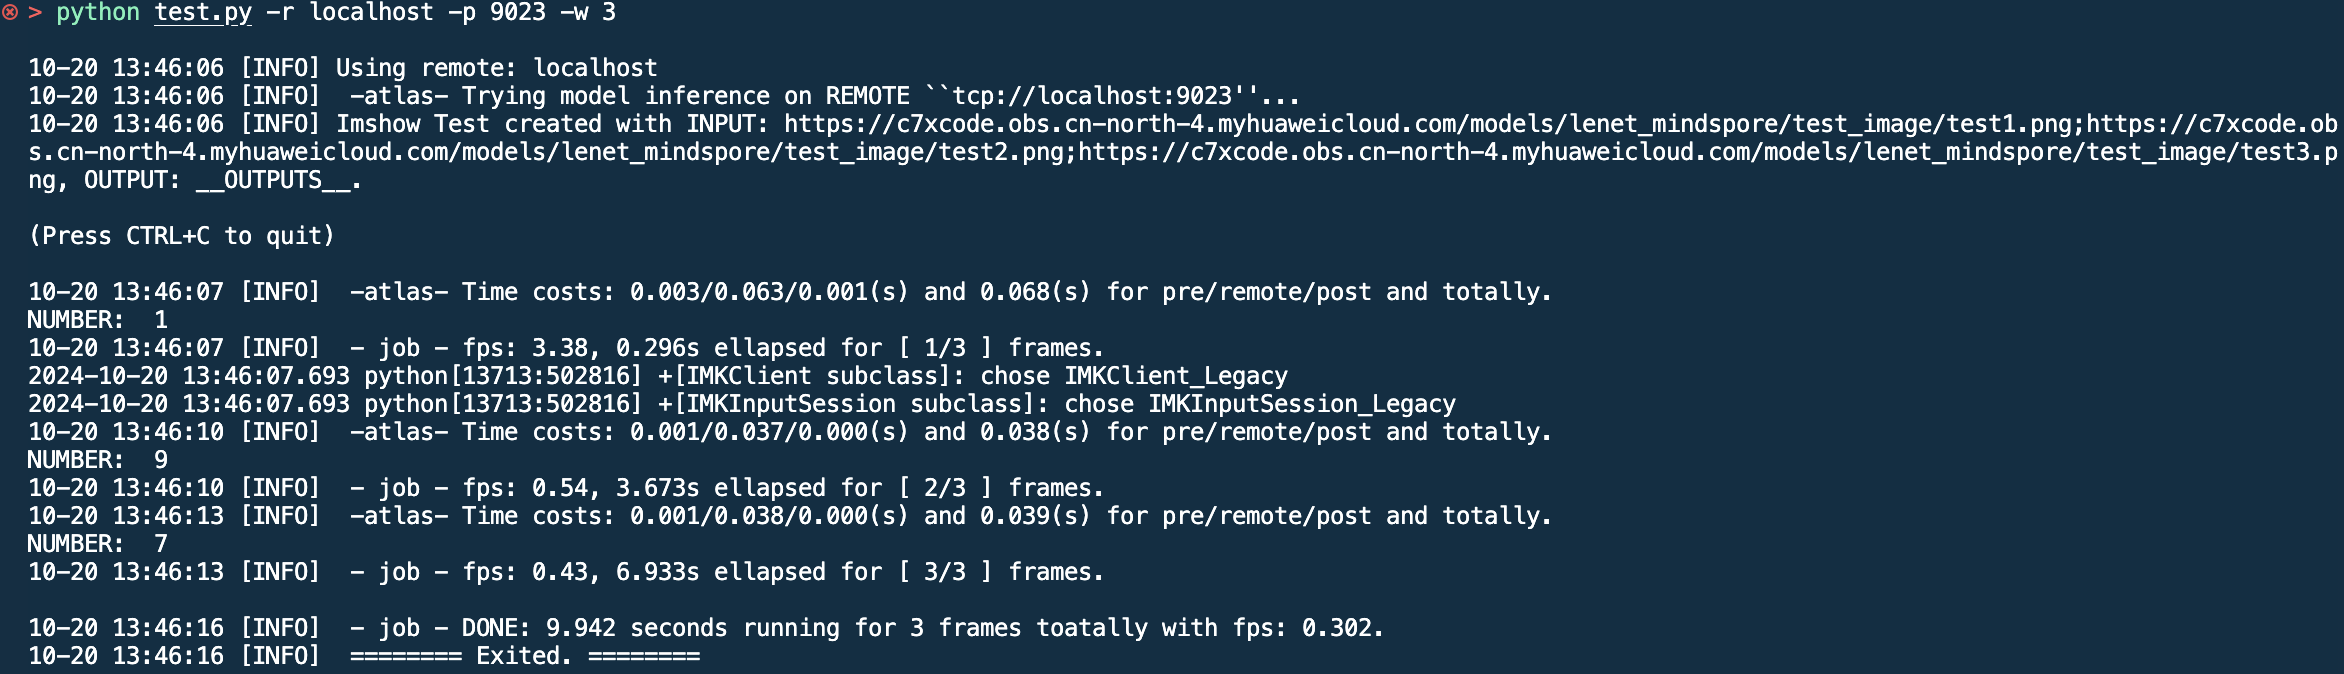 > python test.py -r localhost -p 9023 -w 3
10-20 13:46:06 [INFO] Using remote: localhost
10-20 13:46:06 [INFO]  -atlas- Trying model inference on REMOTE ``tcp://localhost:9023''...
10-20 13:46:06 [INFO] Imshow Test created with INPUT: https://c7xcode.obs.cn-north-4.myhuaweicloud.com/models/lenet_mindspore/test_image/test1.png;https://c7xcode.ob
s.cn-north-4.myhuaweicloud.com/models/lenet_mindspore/test_image/test2.png;https://c7xcode.obs.cn-north-4.myhuaweicloud.com/models/lenet_mindspore/test_image/test3.p
ng, OUTPUT: __OUTPUTS__.
(Press CTRL+C to quit)
10-20 13:46:07 [INFO]  -atlas- Time costs: 0.003/0.063/0.001(s) and 0.068(s) for pre/remote/post and totally.
NUMBER:  1
10-20 13:46:07 [INFO]  - job - fps: 3.38, 0.296s ellapsed for [ 1/3 ] frames.
2024-10-20 13:46:07.693 python[13713:502816] +[IMKClient subclass]: chose IMKClient_Legacy
2024-10-20 13:46:07.693 python[13713:502816] +[IMKInputSession subclass]: chose IMKInputSession_Legacy
10-20 13:46:10 [INFO]  -atlas- Time costs: 0.001/0.037/0.000(s) and 0.038(s) for pre/remote/post and totally.
NUMBER:  9
10-20 13:46:10 [INFO]  - job - fps: 0.54, 3.673s ellapsed for [ 2/3 ] frames.
10-20 13:46:13 [INFO]  -atlas- Time costs: 0.001/0.038/0.000(s) and 0.039(s) for pre/remote/post and totally.
NUMBER:  7
10-20 13:46:13 [INFO]  - job - fps: 0.43, 6.933s ellapsed for [ 3/3 ] frames.
10-20 13:46:16 [INFO]  - job - DONE: 9.942 seconds running for 3 frames toatally with fps: 0.302.
10-20 13:46:16 [INFO]  ======== Exited. ========